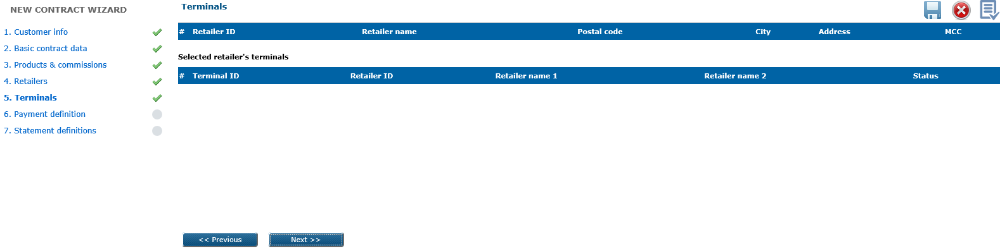 NEW CONTRACT WIZARD
1. Customer info
2. Basic contract data
3. Products & commissions
4. Retailers
5. Terminals
6. Payment definition
7. Statement definitions
Terminals
# Retailer ID Retailer name Postal code City Address MCC
Selected retailer's terminals
# Terminal ID Retailer ID Retailer name 1 Retailer name 2 Status
<< Previous Next >>